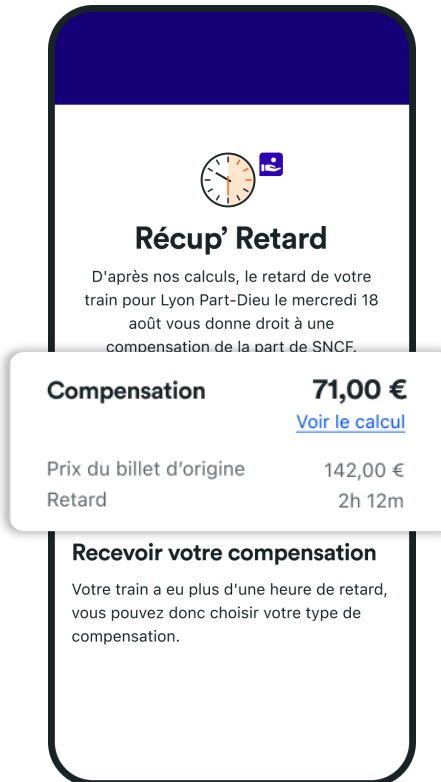 Récup’ Retard
D'après nos calculs, le retard de votre
train pour Lyon Part-Dieu le mercredi 18
août vous donne droit à une
compensation de la part de SNCF.
Compensation 71,00 €
Voir le calcul
Prix du billet d’origine 142,00 €
Retard 2h 12m
Recevoir votre compensation
Votre train a eu plus d'une heure de retard,
vous pouvez donc choisir votre type de
compensation.